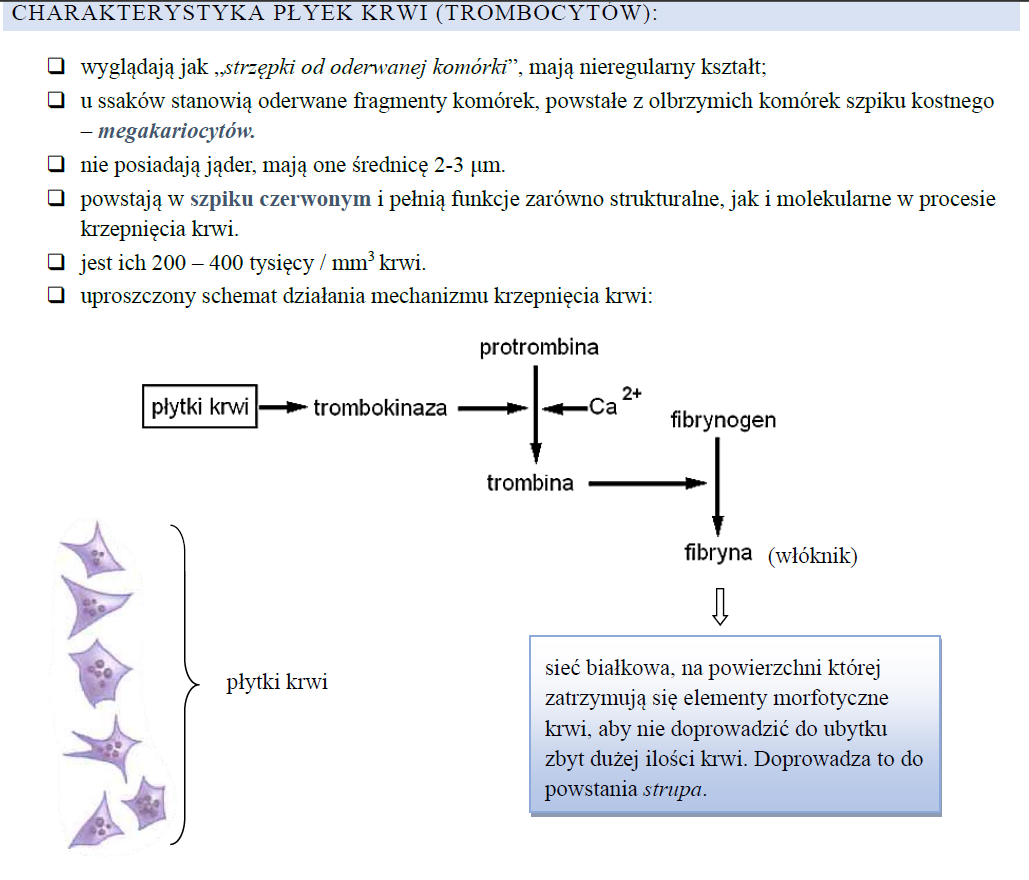 CHARAKTERYSTYKA PŁYEK KRWI (TROMBOCYTÓW):
❑ wyglądają jak „strzępki od oderwanej komórki”, mają nieregularny kształt;
❑ u ssaków stanowią oderwane fragmenty komórek, powstałe z olbrzymich komórek szpiku kostnego
– megakariocytów.
❑ nie posiadają jąder, mają one średnicę 2-3 μm.
❑ powstają w szpiku czerwonym i pełnią funkcje zarówno strukturalne, jak i molekularne w procesie
krzepnięcia krwi.
❑ jest ich 200 – 400 tysięcy / mm³ krwi.
❑ uproszczony schemat działania mechanizmu krzepnięcia krwi:
protrombina
płytki krwi
trombokinaza
Ca 2+
fibrynogen
trombina
fibryna (włóknik)
płytki krwi
sieć białkowa, na powierzchni której
zatrzymują się elementy morfotyczne
krwi, aby nie doprowadzić do ubytku
zbyt dużej ilości krwi. Doprowadza to do
powstania strupa.